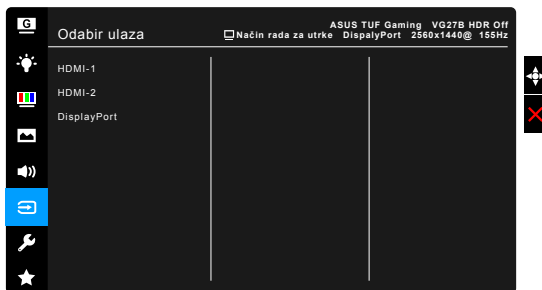 G
ASUS TUF Gaming VG27B HDR Off
Odabir ulaza
Način rada za utrke DispalyPort 2560x1440@ 155Hz
HDMI-1
HDMI-2
DisplayPort